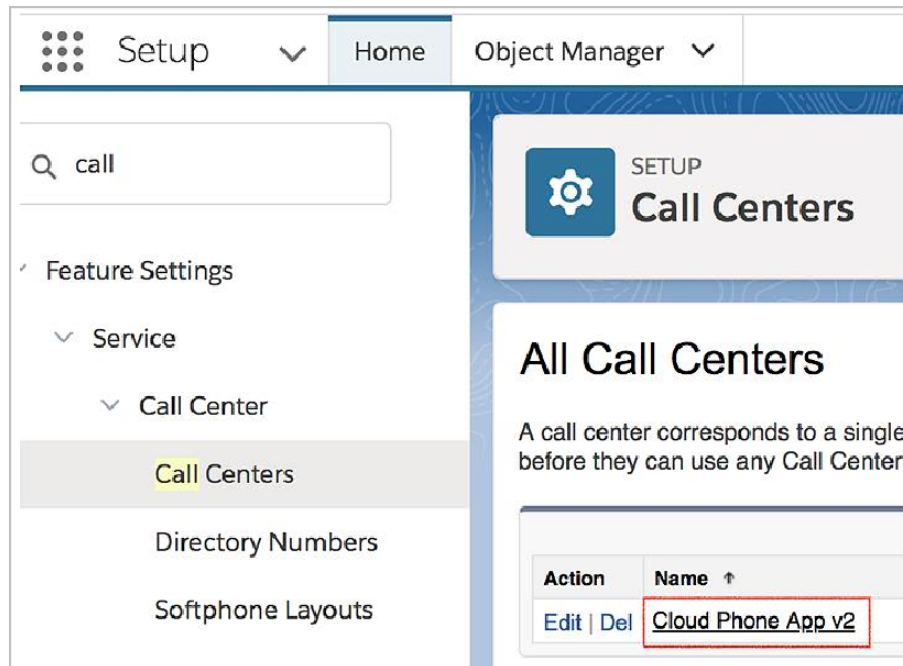 Setup
Home
Object Manager
call
Feature Settings
Service
Call Center
Call Centers
Directory Numbers
Softphone Layouts
SETUP
Call Centers
All Call Centers
A call center corresponds to a single
before they can use any Call Center
Action Name ↑
Edit | Del Cloud Phone App v2